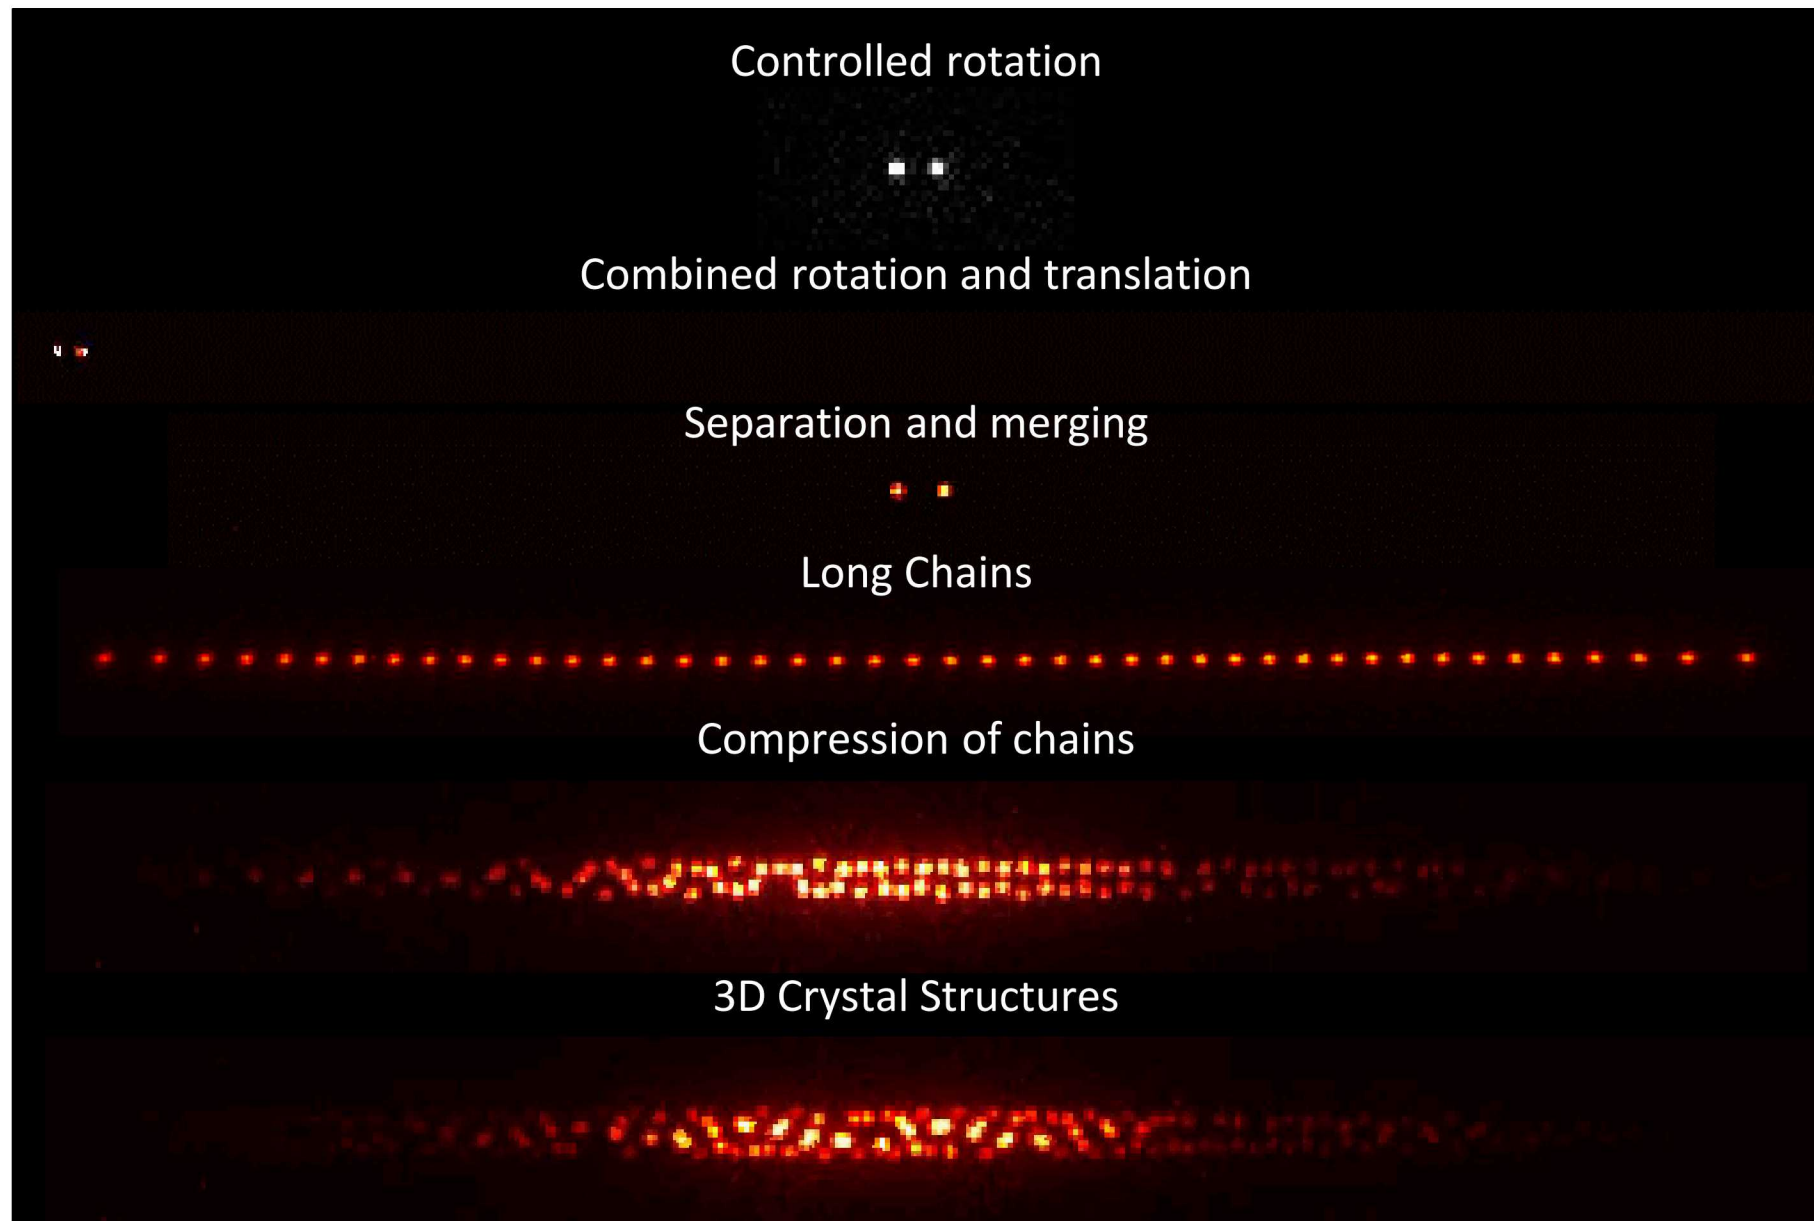 Controlled rotation
Combined rotation and translation
Separation and merging
Long Chains
Compression of chains
3D Crystal Structures